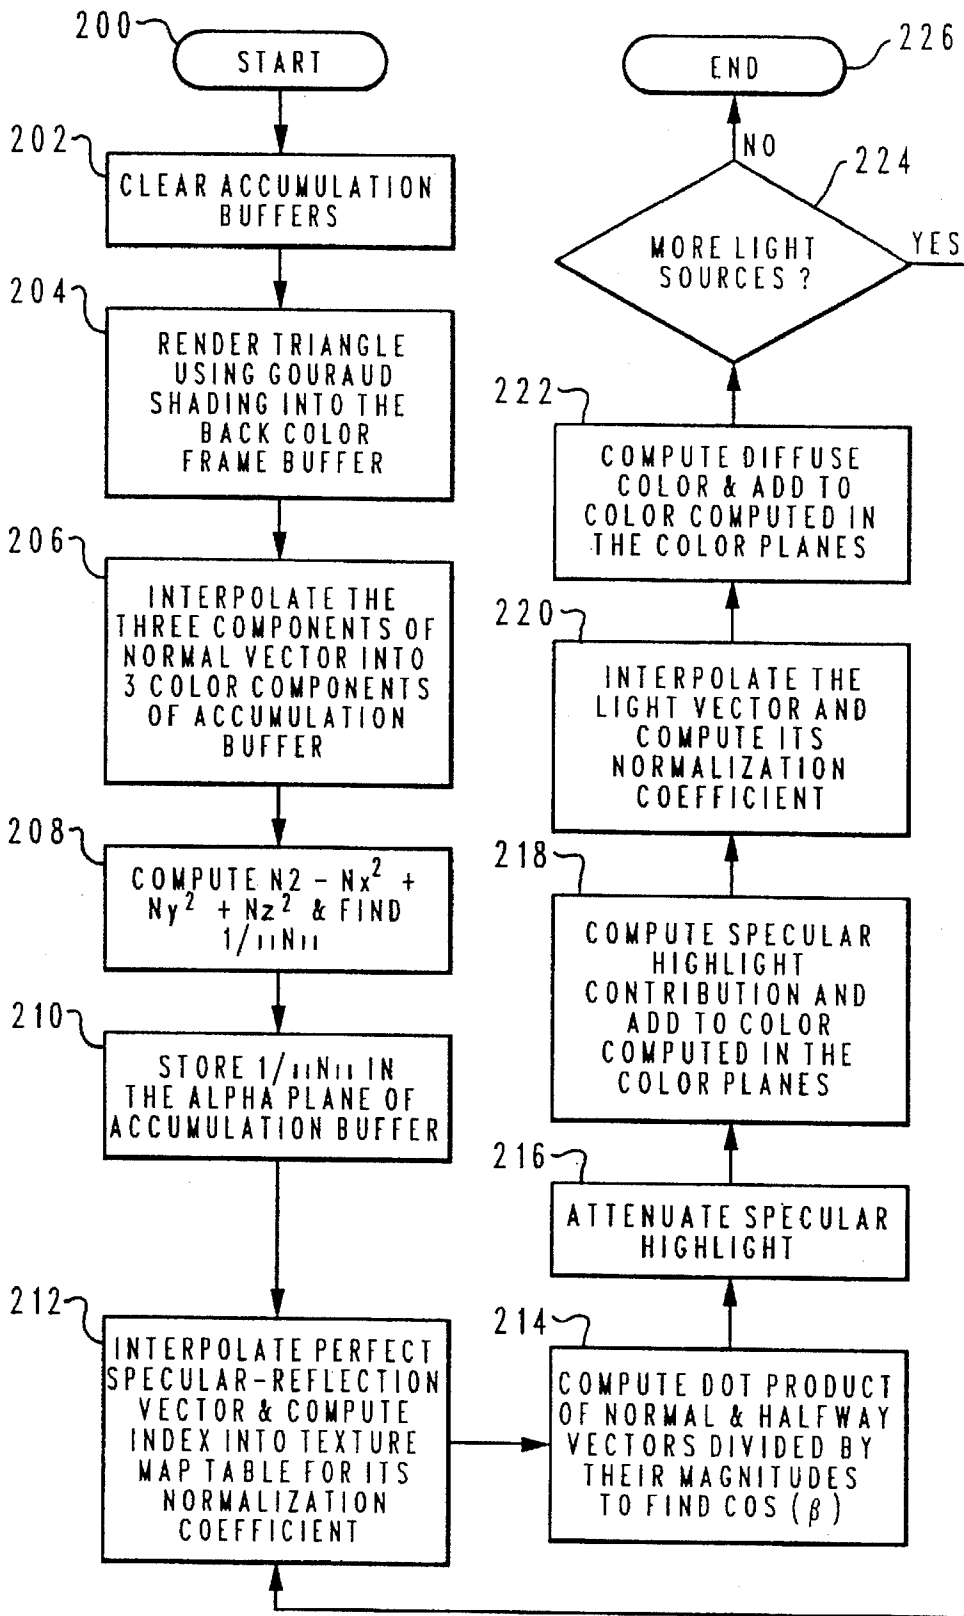 200
START
202
CLEAR ACCUMULATION
BUFFERS
204
RENDER TRIANGLE
USING GOURAUD
SHADING INTO THE
BACK COLOR
FRAME BUFFER
206
INTERPOLATE THE
THREE COMPONENTS OF
NORMAL VECTOR INTO
3 COLOR COMPONENTS
OF ACCUMULATION
BUFFER
208
COMPUTE N2 - Nx² +
Ny² + Nz² & FIND
1/ııNıı
210
STORE 1/ııNıı IN
THE ALPHA PLANE OF
ACCUMULATION BUFFER
212
INTERPOLATE PERFECT
SPECULAR-REFLECTION
VECTOR & COMPUTE
INDEX INTO TEXTURE
MAP TABLE FOR ITS
NORMALIZATION
COEFFICIENT
214
COMPUTE DOT PRODUCT
OF NORMAL & HALFWAY
VECTORS DIVIDED BY
THEIR MAGNITUDES
TO FIND COS (β)
216
ATTENUATE SPECULAR
HIGHLIGHT
218
COMPUTE SPECULAR
HIGHLIGHT
CONTRIBUTION AND
ADD TO COLOR
COMPUTED IN THE
COLOR PLANES
220
INTERPOLATE THE
LIGHT VECTOR AND
COMPUTE ITS
NORMALIZATION
COEFFICIENT
222
COMPUTE DIFFUSE
COLOR & ADD TO
COLOR COMPUTED IN
THE COLOR PLANES
224
MORE LIGHT
SOURCES ?
YES
NO
226
END